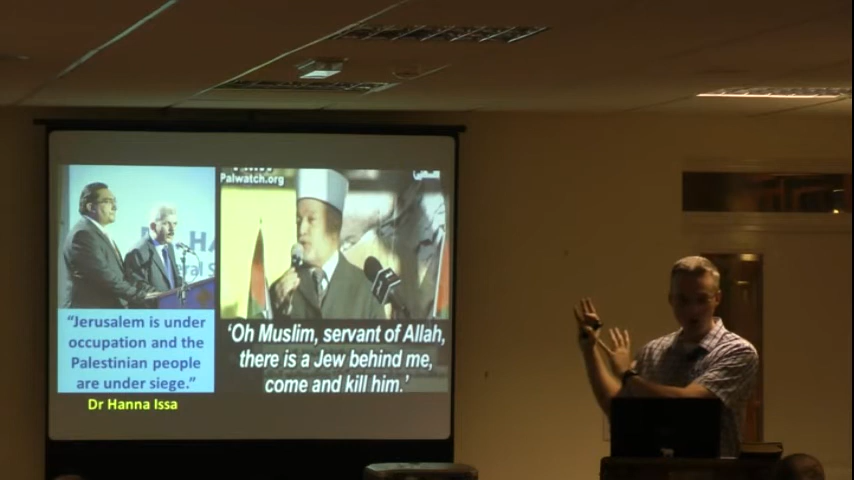 Palwatch.org
"Jerusalem is under
occupation and the
Palestinian people
are under siege."
Dr Hanna Issa
'Oh Muslim, servant of Allah,
there is a Jew behind me,
come and kill him.'